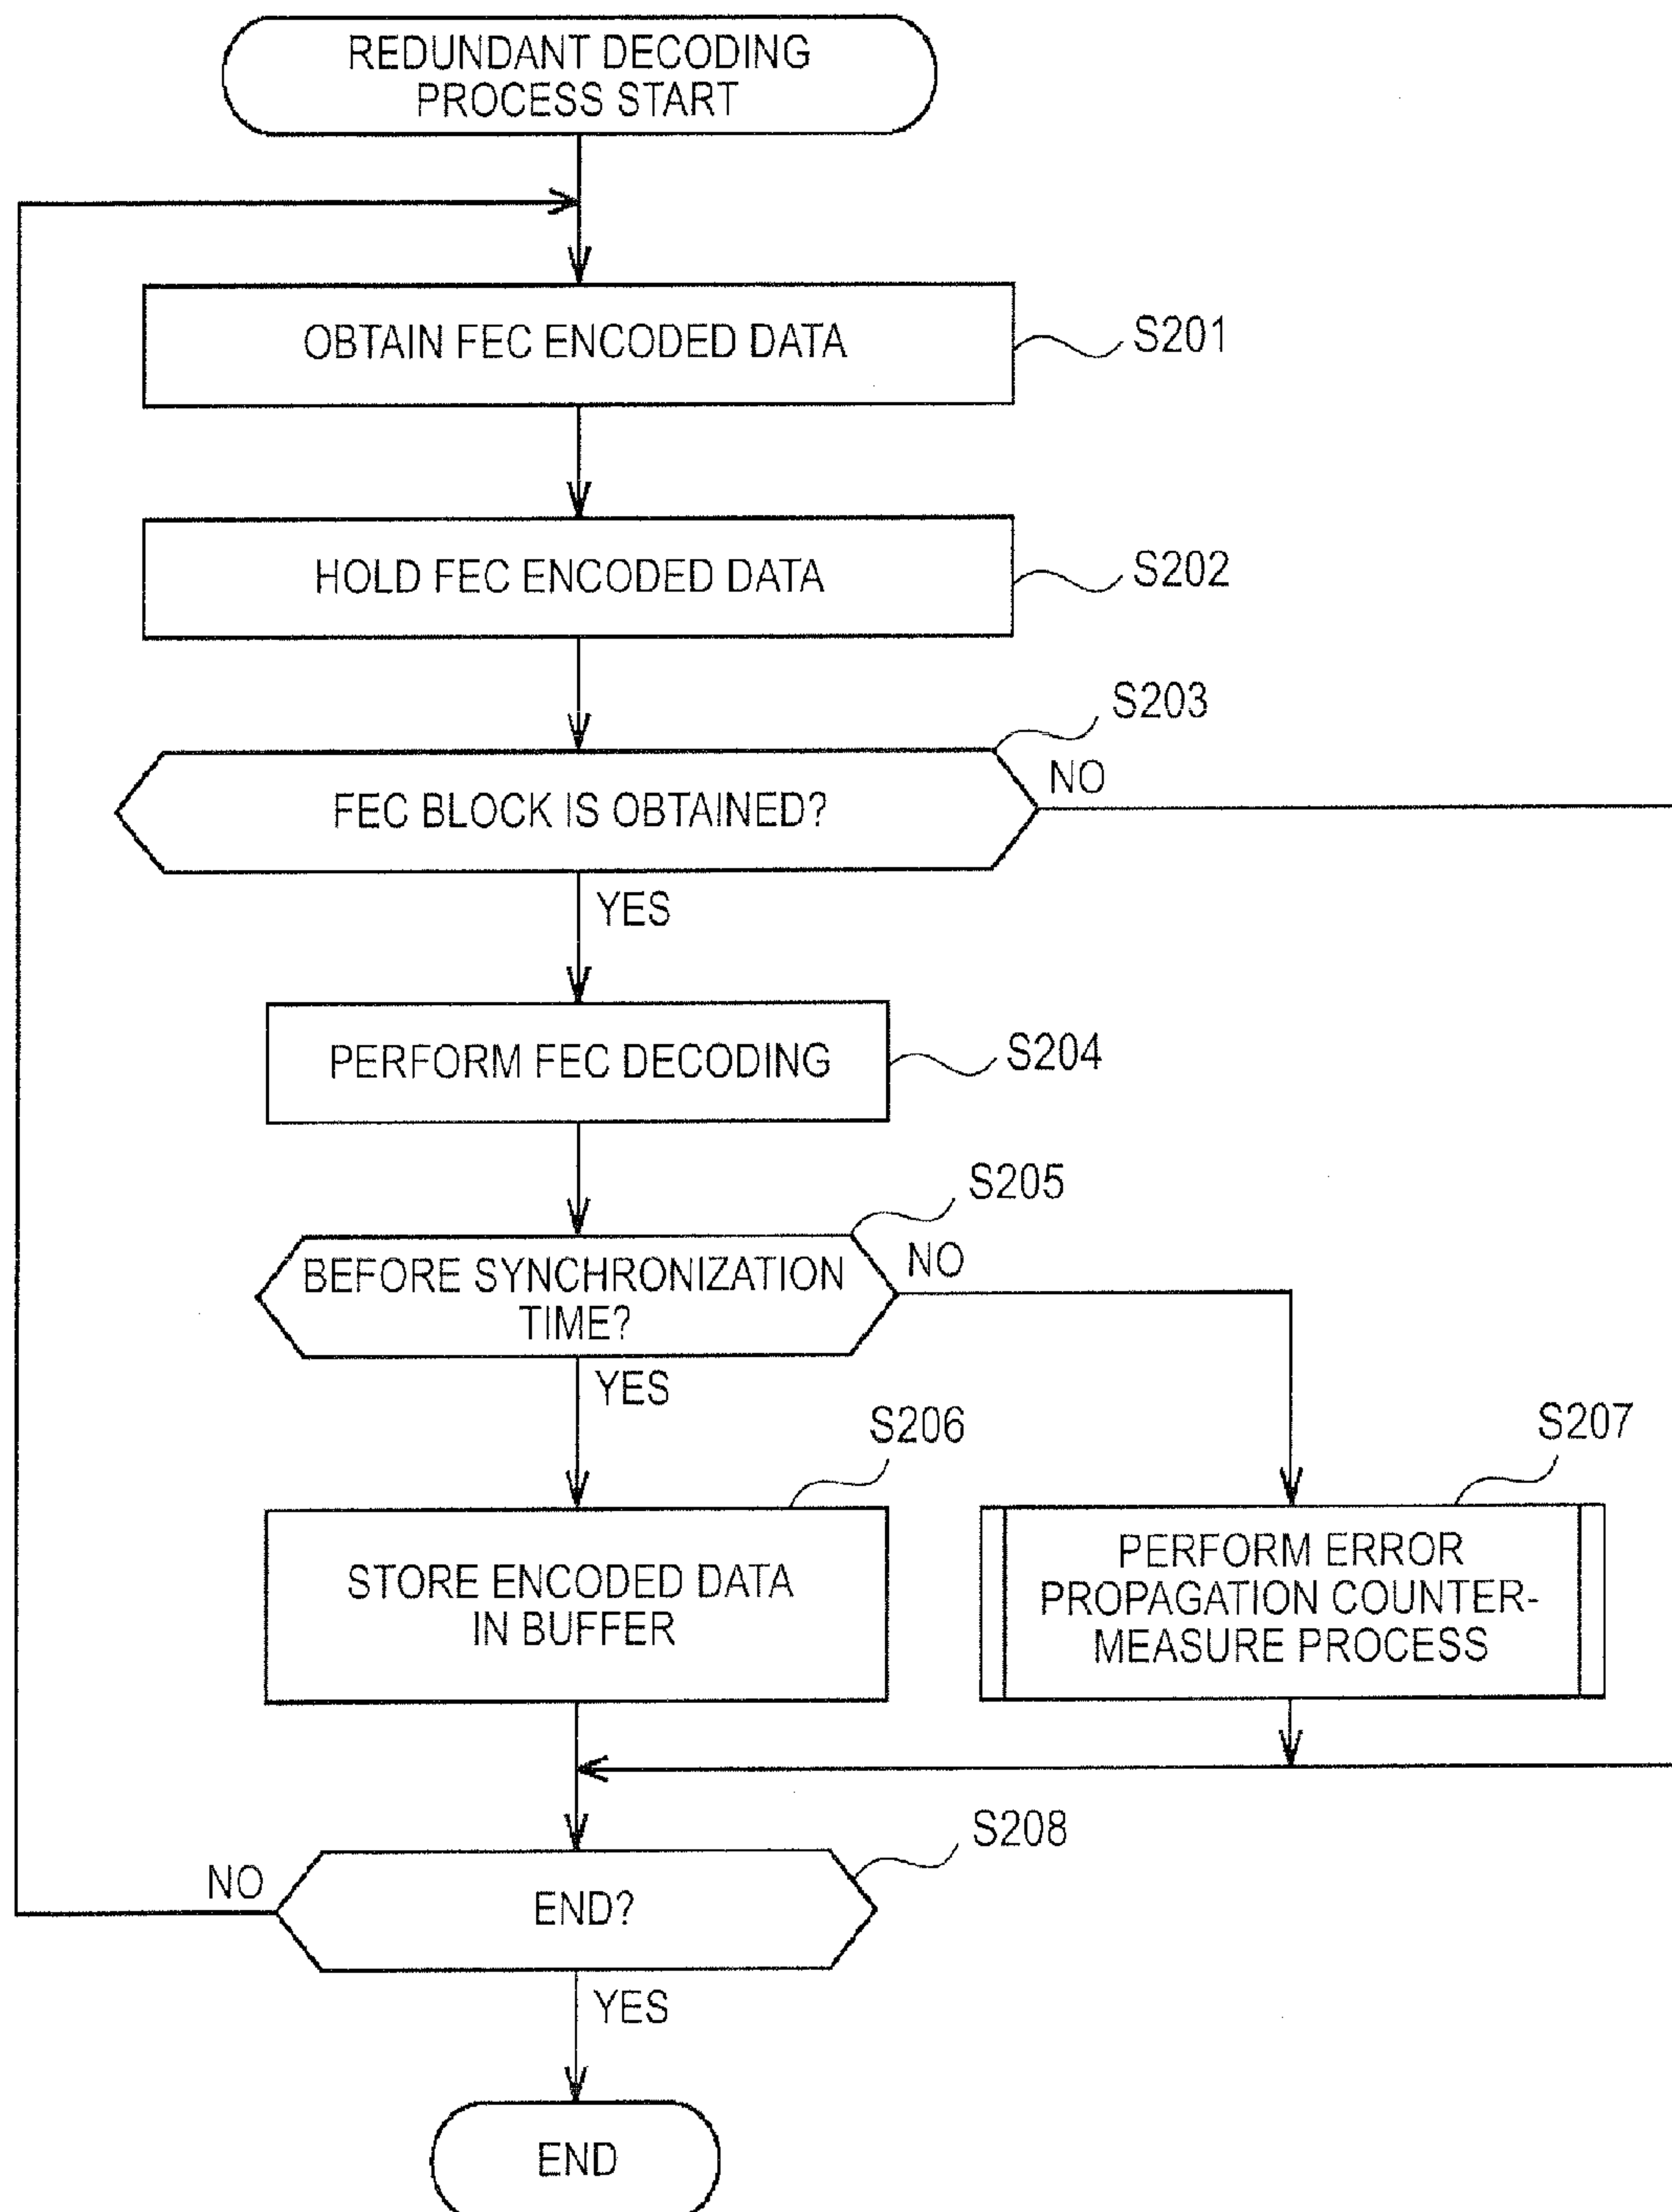 REDUNDANT DECODING
PROCESS START
OBTAIN FEC ENCODED DATA
S201
HOLD FEC ENCODED DATA
S202
S203
FEC BLOCK IS OBTAINED?
NO
YES
PERFORM FEC DECODING
S204
S205
BEFORE SYNCHRONIZATION
TIME?
NO
YES
S206
STORE ENCODED DATA
IN BUFFER
S207
PERFORM ERROR
PROPAGATION COUNTER-
MEASURE PROCESS
S208
END?
NO
YES
END